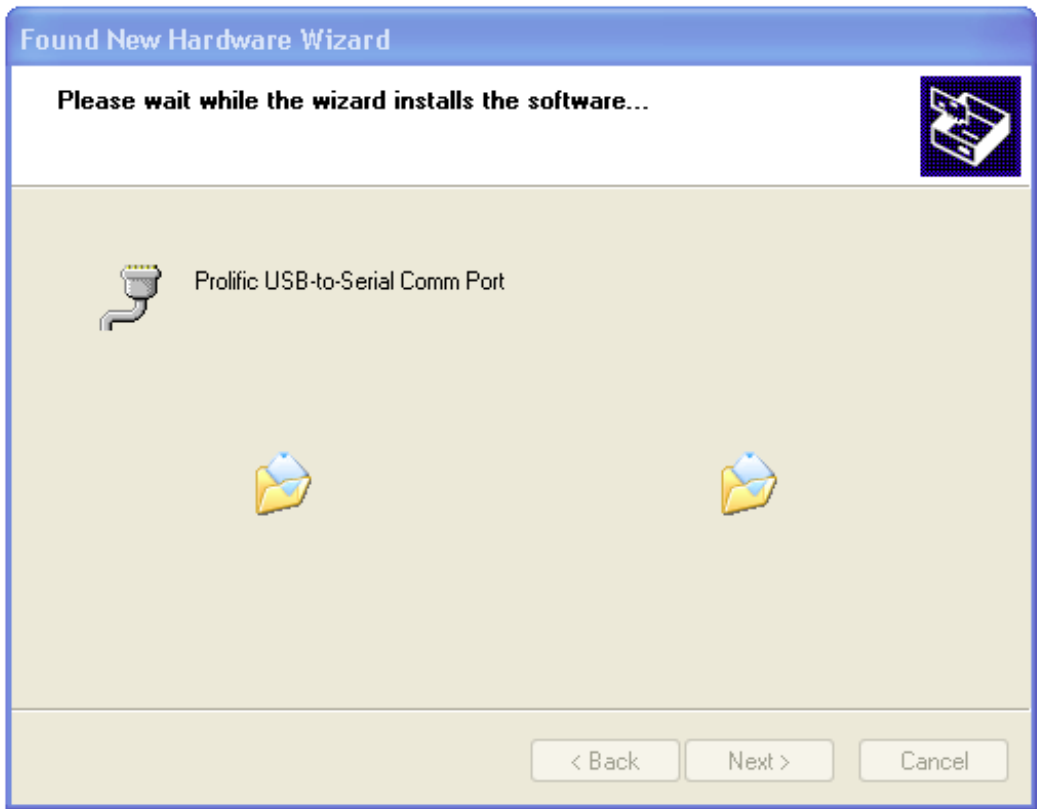 Found New Hardware Wizard
Please wait while the wizard installs the software...
Prolific USB-to-Serial Comm Port
< Back
Next >
Cancel